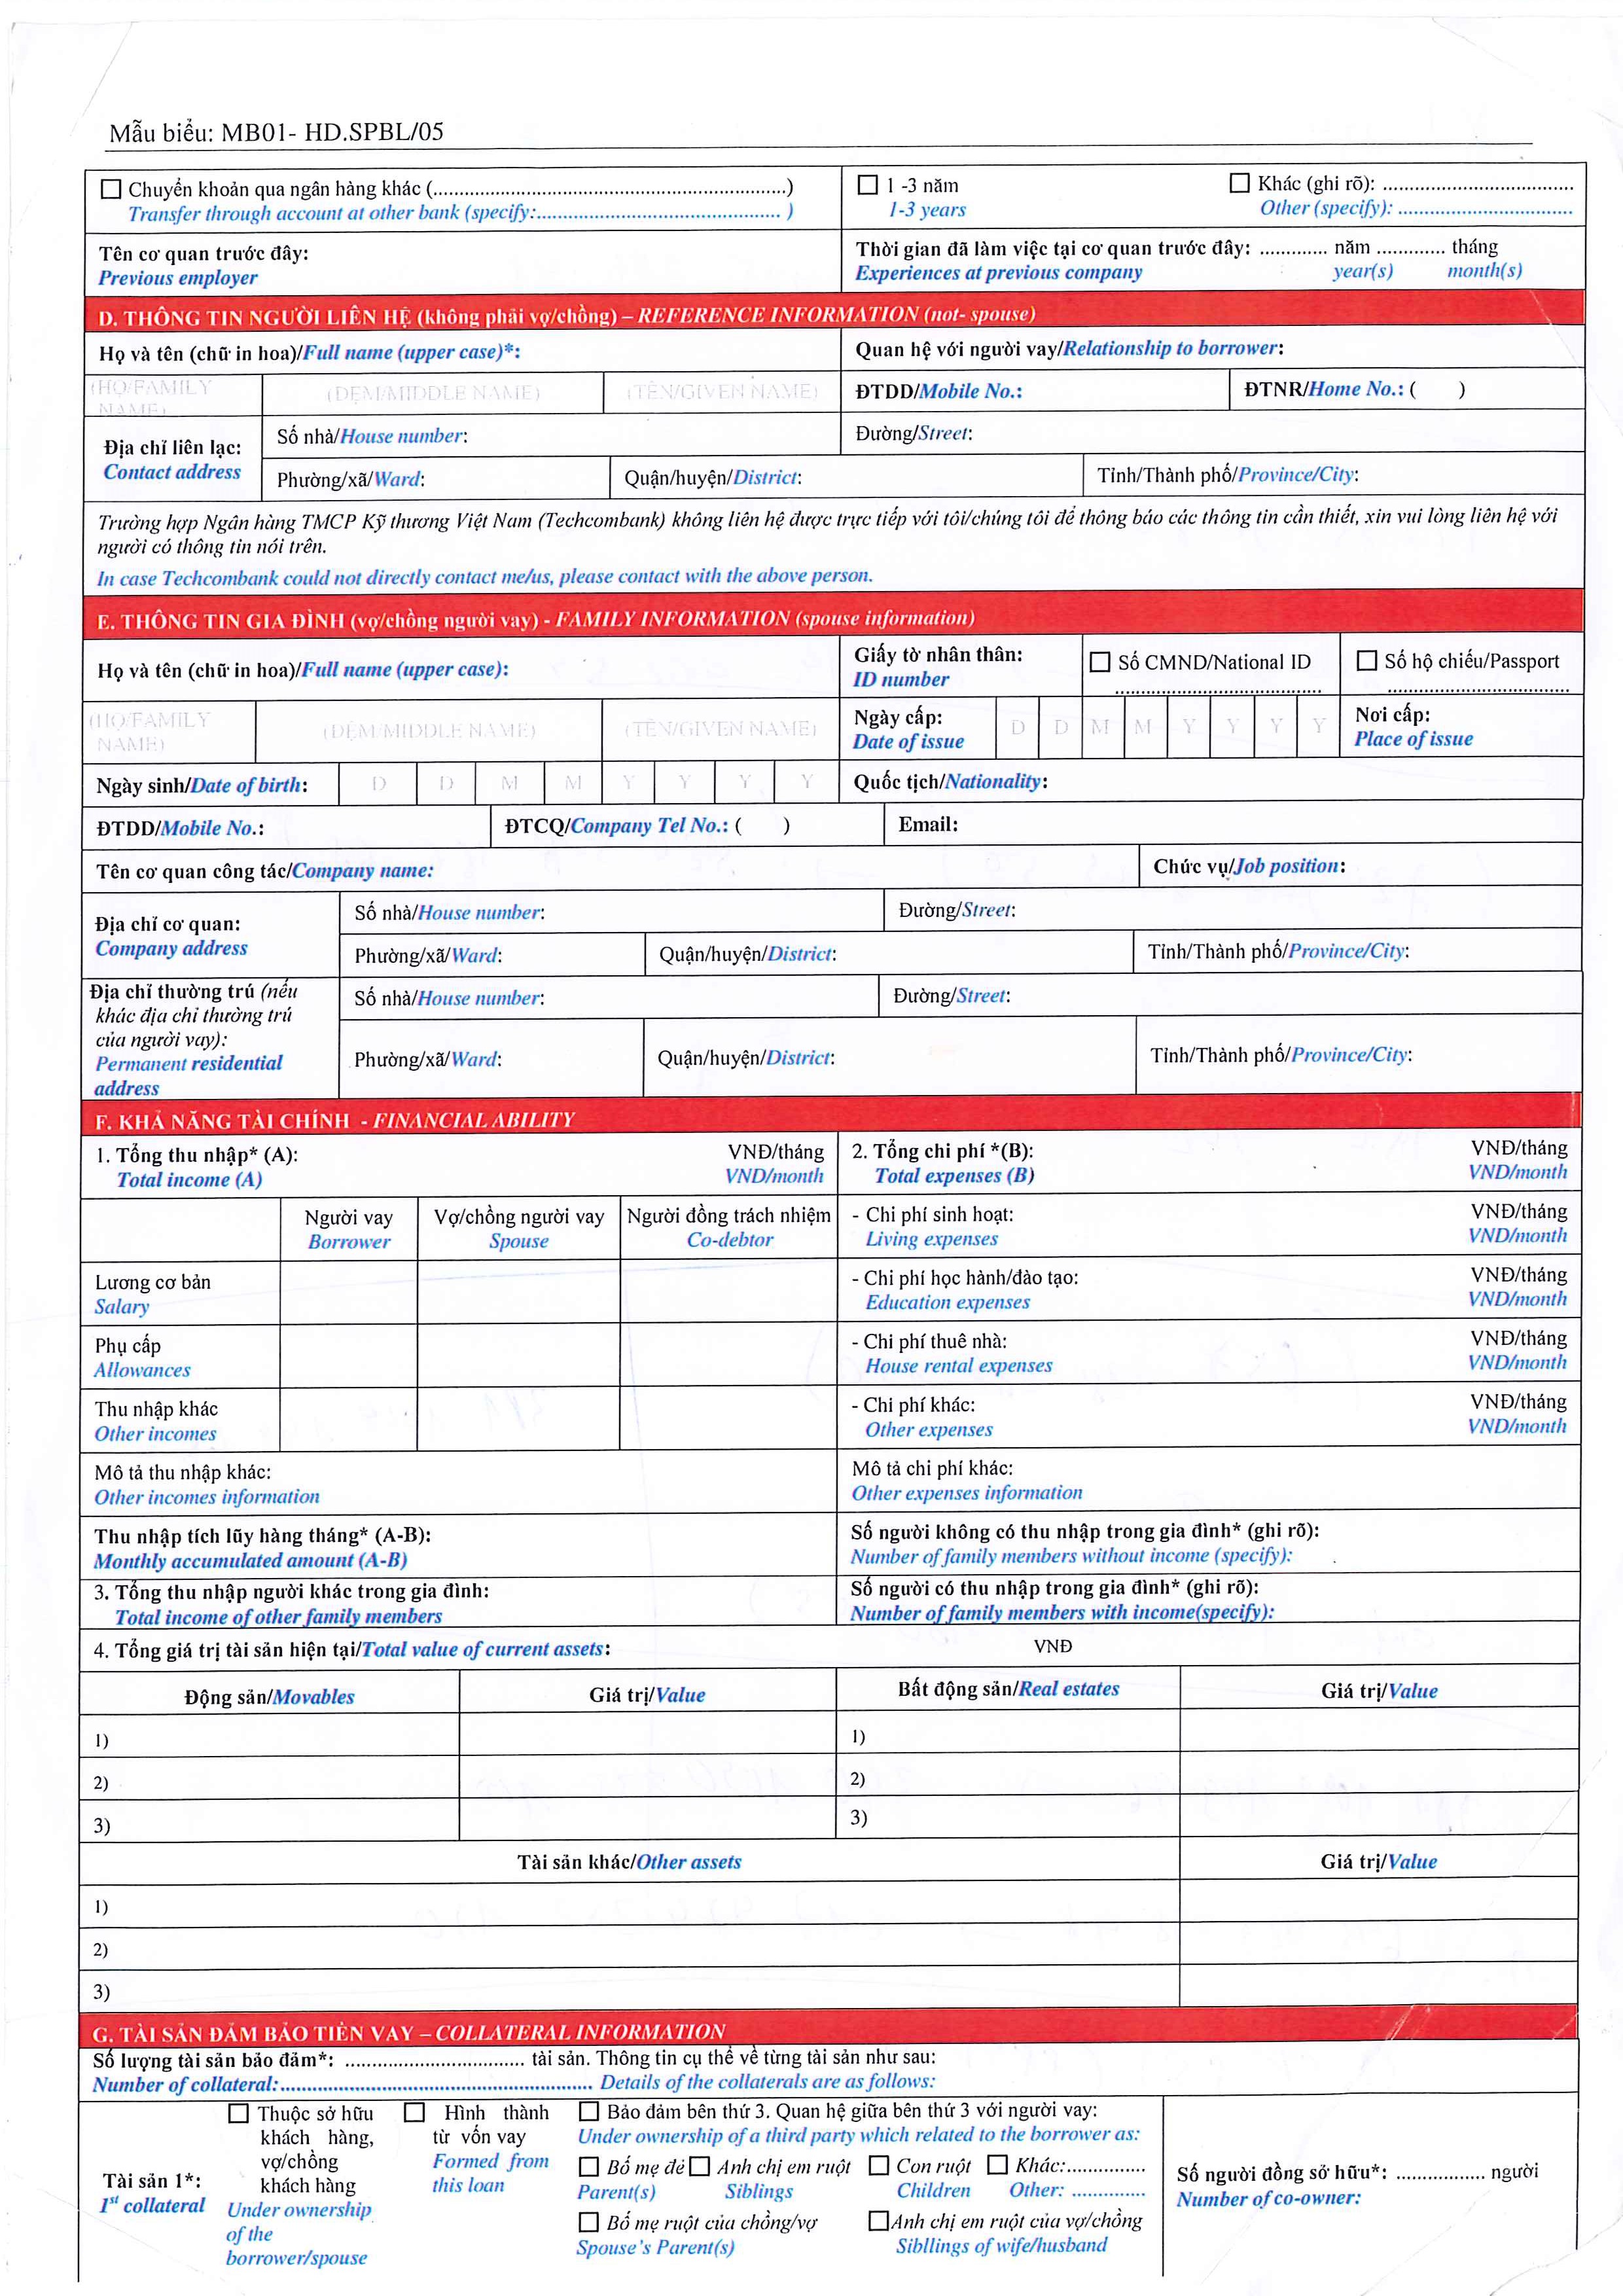 Mẫu biểu: MB01- HD.SPBL/05
☐ Chuyển khoản qua ngân hàng khác (..............................................................)
Transfer through account at other bank (specify:........................................... )
☐ 1 -3 năm
1-3 years
☐ Khác (ghi rõ): ..................................
Other (specify): ...............................
Tên cơ quan trước đây:
Previous employer
Thời gian đã làm việc tại cơ quan trước đây: ............ năm ............ tháng
Experiences at previous company year(s) month(s)
D. THÔNG TIN NGƯỜI LIÊN HỆ (không phải vợ/chồng) – REFERENCE INFORMATION (not- spouse)
Họ và tên (chữ in hoa)/Full name (upper case)*:
Quan hệ với người vay/Relationship to borrower:
(HỌ/FAMILY NAME)
(ĐỆM/MIDDLE NAME)
(TÊN/GIVEN NAME)
ĐTDD/Mobile No.:
ĐTNR/Home No.: ( )
Địa chỉ liên lạc:
Contact address
Số nhà/House number:
Đường/Street:
Phường/xã/Ward:
Quận/huyện/District:
Tỉnh/Thành phố/Province/City:
Trường hợp Ngân hàng TMCP Kỹ thương Việt Nam (Techcombank) không liên hệ được trực tiếp với tôi/chúng tôi để thông báo các thông tin cần thiết, xin vui lòng liên hệ với
người có thông tin nói trên.
In case Techcombank could not directly contact me/us, please contact with the above person.
E. THÔNG TIN GIA ĐÌNH (vợ/chồng người vay) - FAMILY INFORMATION (spouse information)
Họ và tên (chữ in hoa)/Full name (upper case):
Giấy tờ nhân thân:
ID number
☐ Số CMND/National ID
......................................
☐ Số hộ chiếu/Passport
.................................
(HỌ/FAMILY NAME)
(ĐỆM/MIDDLE NAME)
(TÊN/GIVEN NAME)
Ngày cấp:
Date of issue
D D M M Y Y Y Y
Nơi cấp:
Place of issue
Ngày sinh/Date of birth: D D M M Y Y Y Y
Quốc tịch/Nationality:
ĐTDD/Mobile No.:
ĐTCQ/Company Tel No.: ( )
Email:
Tên cơ quan công tác/Company name:
Chức vụ/Job position:
Địa chỉ cơ quan:
Company address
Số nhà/House number:
Đường/Street:
Phường/xã/Ward:
Quận/huyện/District:
Tỉnh/Thành phố/Province/City:
Địa chỉ thường trú (nếu
khác địa chỉ thường trú
của người vay):
Permanent residential
address
Số nhà/House number:
Đường/Street:
Phường/xã/Ward:
Quận/huyện/District:
Tỉnh/Thành phố/Province/City:
F. KHẢ NĂNG TÀI CHÍNH - FINANCIAL ABILITY
1. Tổng thu nhập* (A): VNĐ/tháng
Total income (A) VND/month
2. Tổng chi phí *(B): VNĐ/tháng
Total expenses (B) VND/month
Người vay
Borrower
Vợ/chồng người vay
Spouse
Người đồng trách nhiệm
Co-debtor
- Chi phí sinh hoạt: VNĐ/tháng
Living expenses VND/month
Lương cơ bản
Salary
- Chi phí học hành/đào tạo: VNĐ/tháng
Education expenses VND/month
Phụ cấp
Allowances
- Chi phí thuê nhà: VNĐ/tháng
House rental expenses VND/month
Thu nhập khác
Other incomes
- Chi phí khác: VNĐ/tháng
Other expenses VND/month
Mô tả thu nhập khác:
Other incomes information
Mô tả chi phí khác:
Other expenses information
Thu nhập tích lũy hàng tháng* (A-B):
Monthly accumulated amount (A-B)
Số người không có thu nhập trong gia đình* (ghi rõ):
Number of family members without income (specify):
3. Tổng thu nhập người khác trong gia đình:
Total income of other family members
Số người có thu nhập trong gia đình* (ghi rõ):
Number of family members with income(specify):
4. Tổng giá trị tài sản hiện tại/Total value of current assets: VNĐ
Động sản/Movables Giá trị/Value Bất động sản/Real estates Giá trị/Value
1) 1)
2) 2)
3) 3)
Tài sản khác/Other assets Giá trị/Value
1)
2)
3)
G. TÀI SẢN ĐẢM BẢO TIỀN VAY – COLLATERAL INFORMATION
Số lượng tài sản bảo đảm*: ................................ tài sản. Thông tin cụ thể về từng tài sản như sau:
Number of collateral:....................................................... Details of the collaterals are as follows:
Tài sản 1*:
1st collateral
☐ Thuộc sở hữu
khách hàng,
vợ/chồng
khách hàng
Under ownership
of the
borrower/spouse
☐ Hình thành
từ vốn vay
Formed from
this loan
☐ Bảo đảm bên thứ 3. Quan hệ giữa bên thứ 3 với người vay:
Under ownership of a third party which related to the borrower as:
☐ Bố mẹ đẻ ☐ Anh chị em ruột ☐ Con ruột ☐ Khác:..............
Parent(s) Siblings Children Other: .............
☐ Bố mẹ ruột của chồng/vợ ☐ Anh chị em ruột của vợ/chồng
Spouse's Parent(s) Sibllings of wife/husband
Số người đồng sở hữu*: ................ người
Number of co-owner: